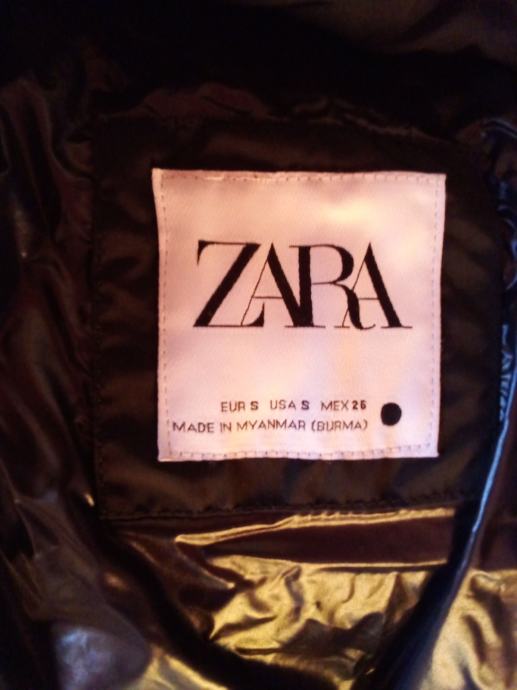 ZARA
EUR S USA S MEX 26
MADE IN MYANMAR (BURMA)